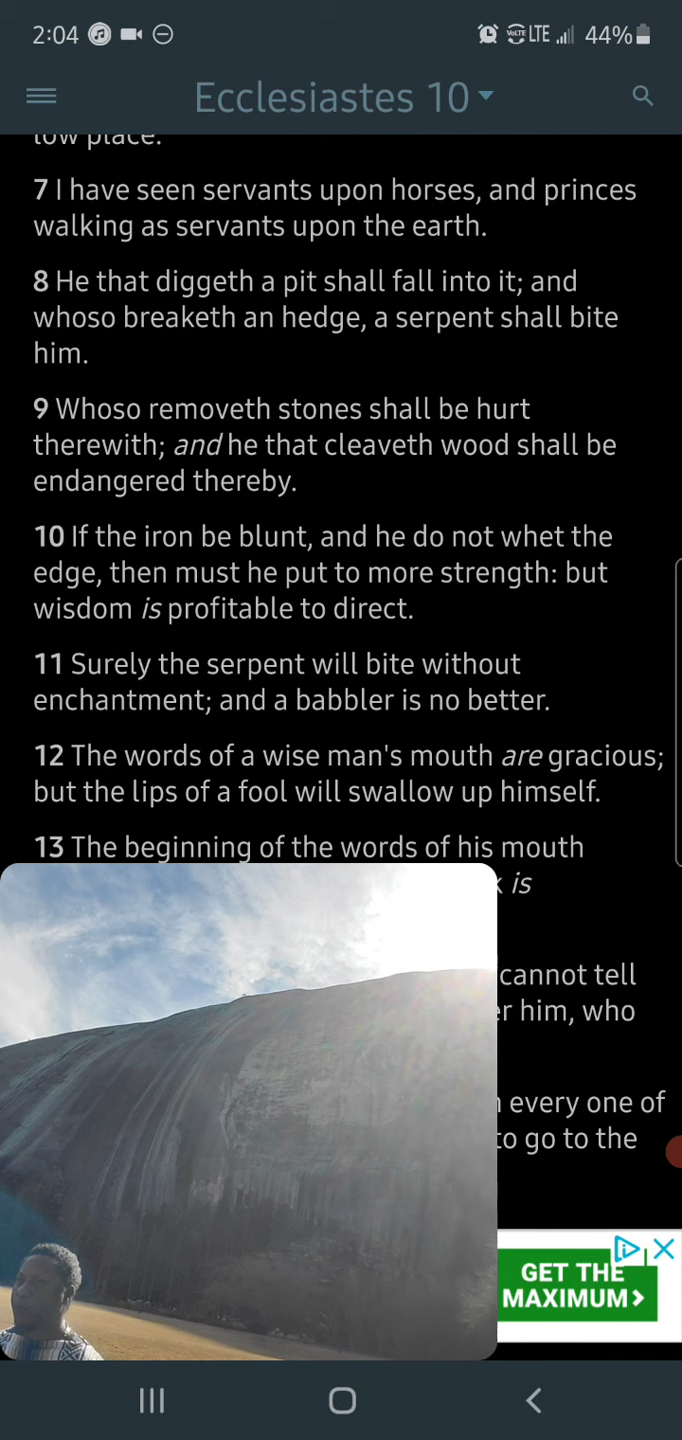 2:04 VoLTE LTE 44%
Ecclesiastes 10
low place.
7 I have seen servants upon horses, and princes
walking as servants upon the earth.
8 He that diggeth a pit shall fall into it; and
whoso breaketh an hedge, a serpent shall bite
him.
9 Whoso removeth stones shall be hurt
therewith; and he that cleaveth wood shall be
endangered thereby.
10 If the iron be blunt, and he do not whet the
edge, then must he put to more strength: but
wisdom is profitable to direct.
11 Surely the serpent will bite without
enchantment; and a babbler is no better.
12 The words of a wise man's mouth are gracious;
but the lips of a fool will swallow up himself.
13 The beginning of the words of his mouth
is
cannot tell
him, who
every one of
to go to the
GET THE
MAXIMUM>